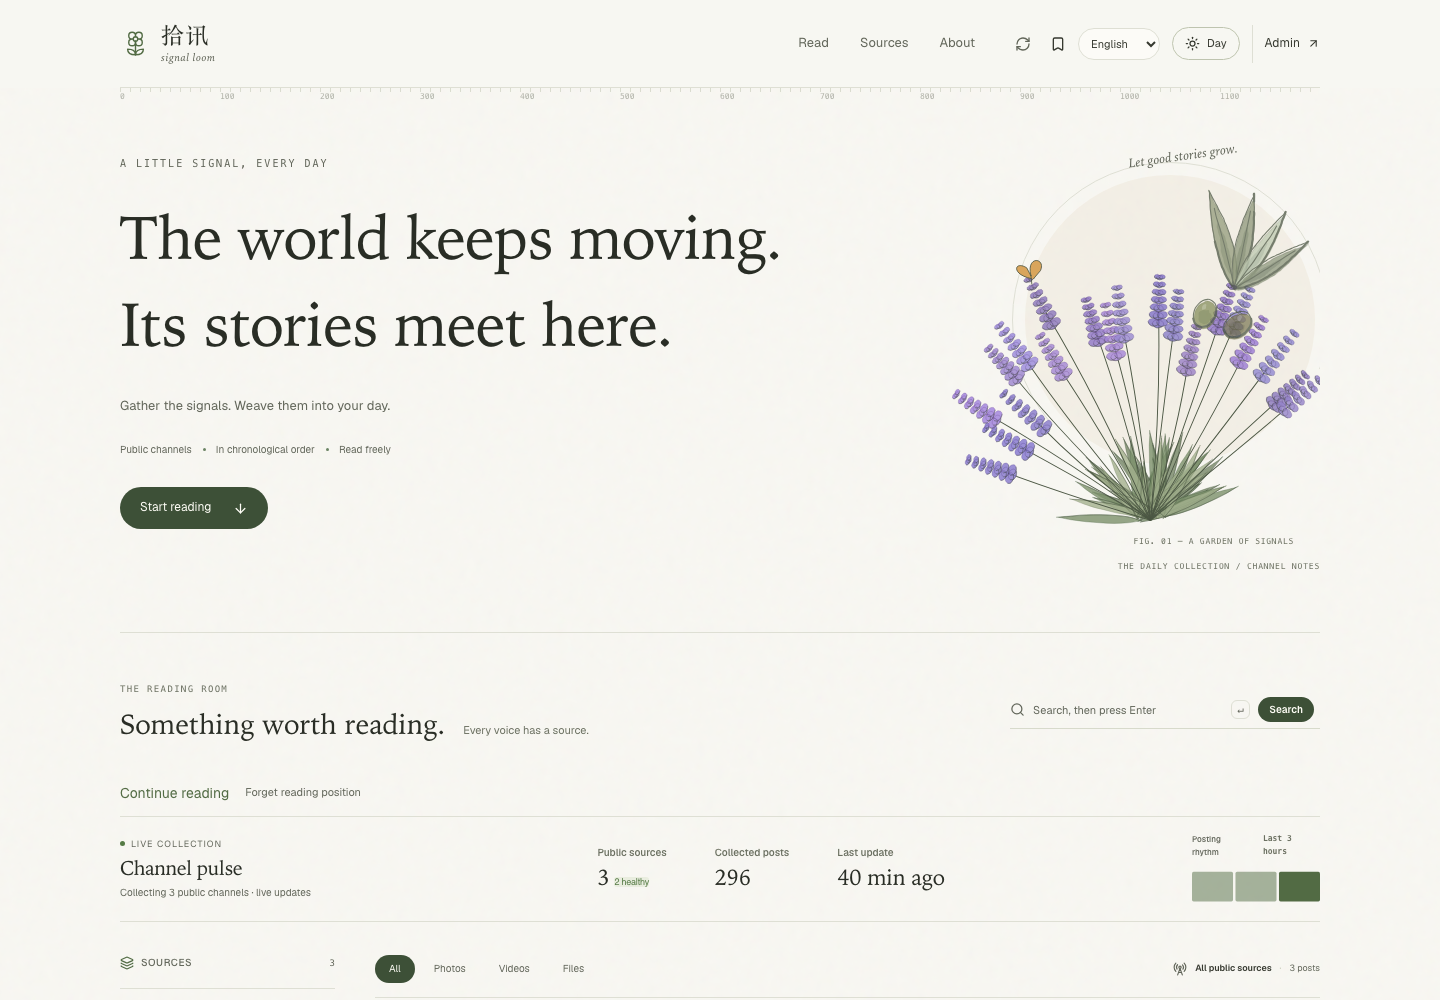 拾讯
signal loom
Read
Sources
About
English
Day
Admin
0 100 200 300 400 500 600 700 800 900 1000 1100
A LITTLE SIGNAL, EVERY DAY
The world keeps moving.
Its stories meet here.
Gather the signals. Weave them into your day.
Public channels • In chronological order • Read freely
Start reading
Let good stories grow.
FIG. 01 — A GARDEN OF SIGNALS
THE DAILY COLLECTION / CHANNEL NOTES
THE READING ROOM
Something worth reading.
Every voice has a source.
Search, then press Enter
↵
Search
Continue reading
Forget reading position
LIVE COLLECTION
Channel pulse
Collecting 3 public channels · live updates
Public sources
3 2 healthy
Collected posts
296
Last update
40 min ago
Posting
rhythm
Last 3
hours
SOURCES
3
All
Photos
Videos
Files
All public sources · 3 posts